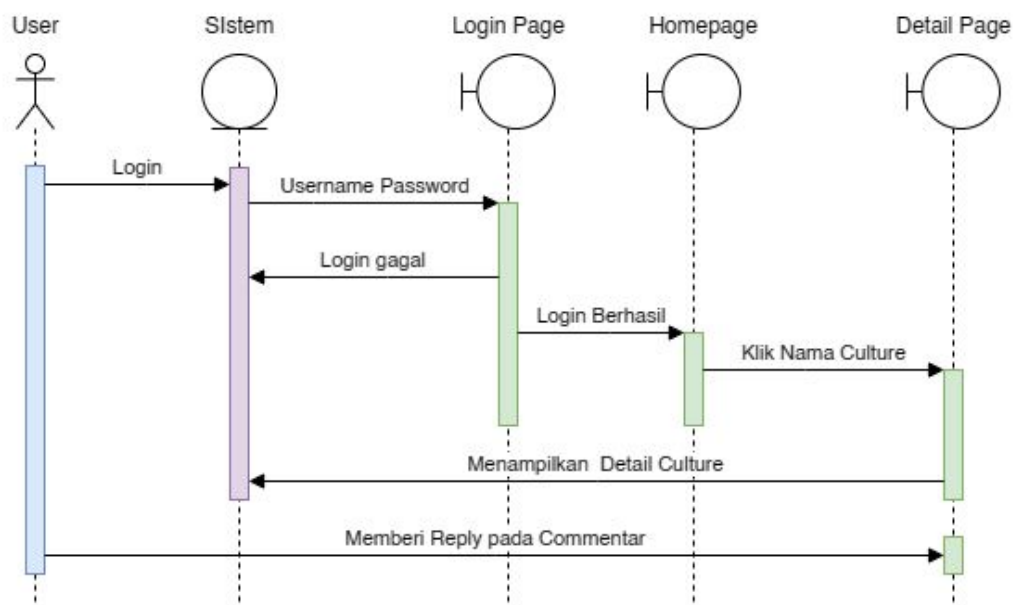 User
SIstem
Login Page
Homepage
Detail Page
Login
Username Password
Login gagal
Login Berhasil
Klik Nama Culture
Menampilkan Detail Culture
Memberi Reply pada Commentar